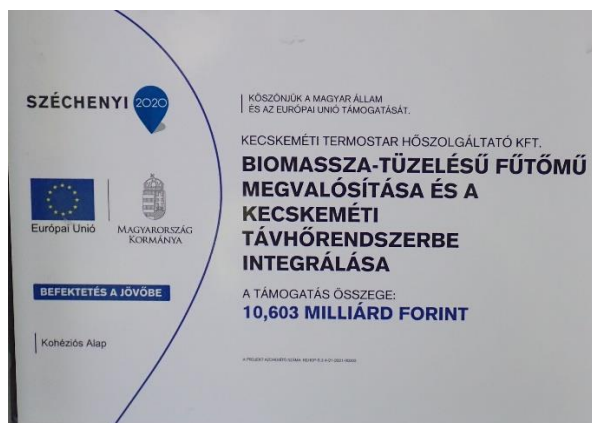 SZÉCHENYI 2020
KÖSZÖNJÜK A MAGYAR ÁLLAM
ÉS AZ EURÓPAI UNIÓ TÁMOGATÁSÁT.
KECSKEMÉTI TERMOSTAR HŐSZOLGÁLTATÓ KFT.
BIOMASSZA-TÜZELÉSŰ FŰTŐMŰ
MEGVALÓSÍTÁSA ÉS A
KECSKEMÉTI
TÁVHŐRENDSZERBE
INTEGRÁLÁSA
A TÁMOGATÁS ÖSSZEGE:
10,603 MILLIÁRD FORINT
Európai Unió
MAGYARORSZÁG
KORMÁNYA
BEFEKTETÉS A JÖVŐBE
Kohéziós Alap